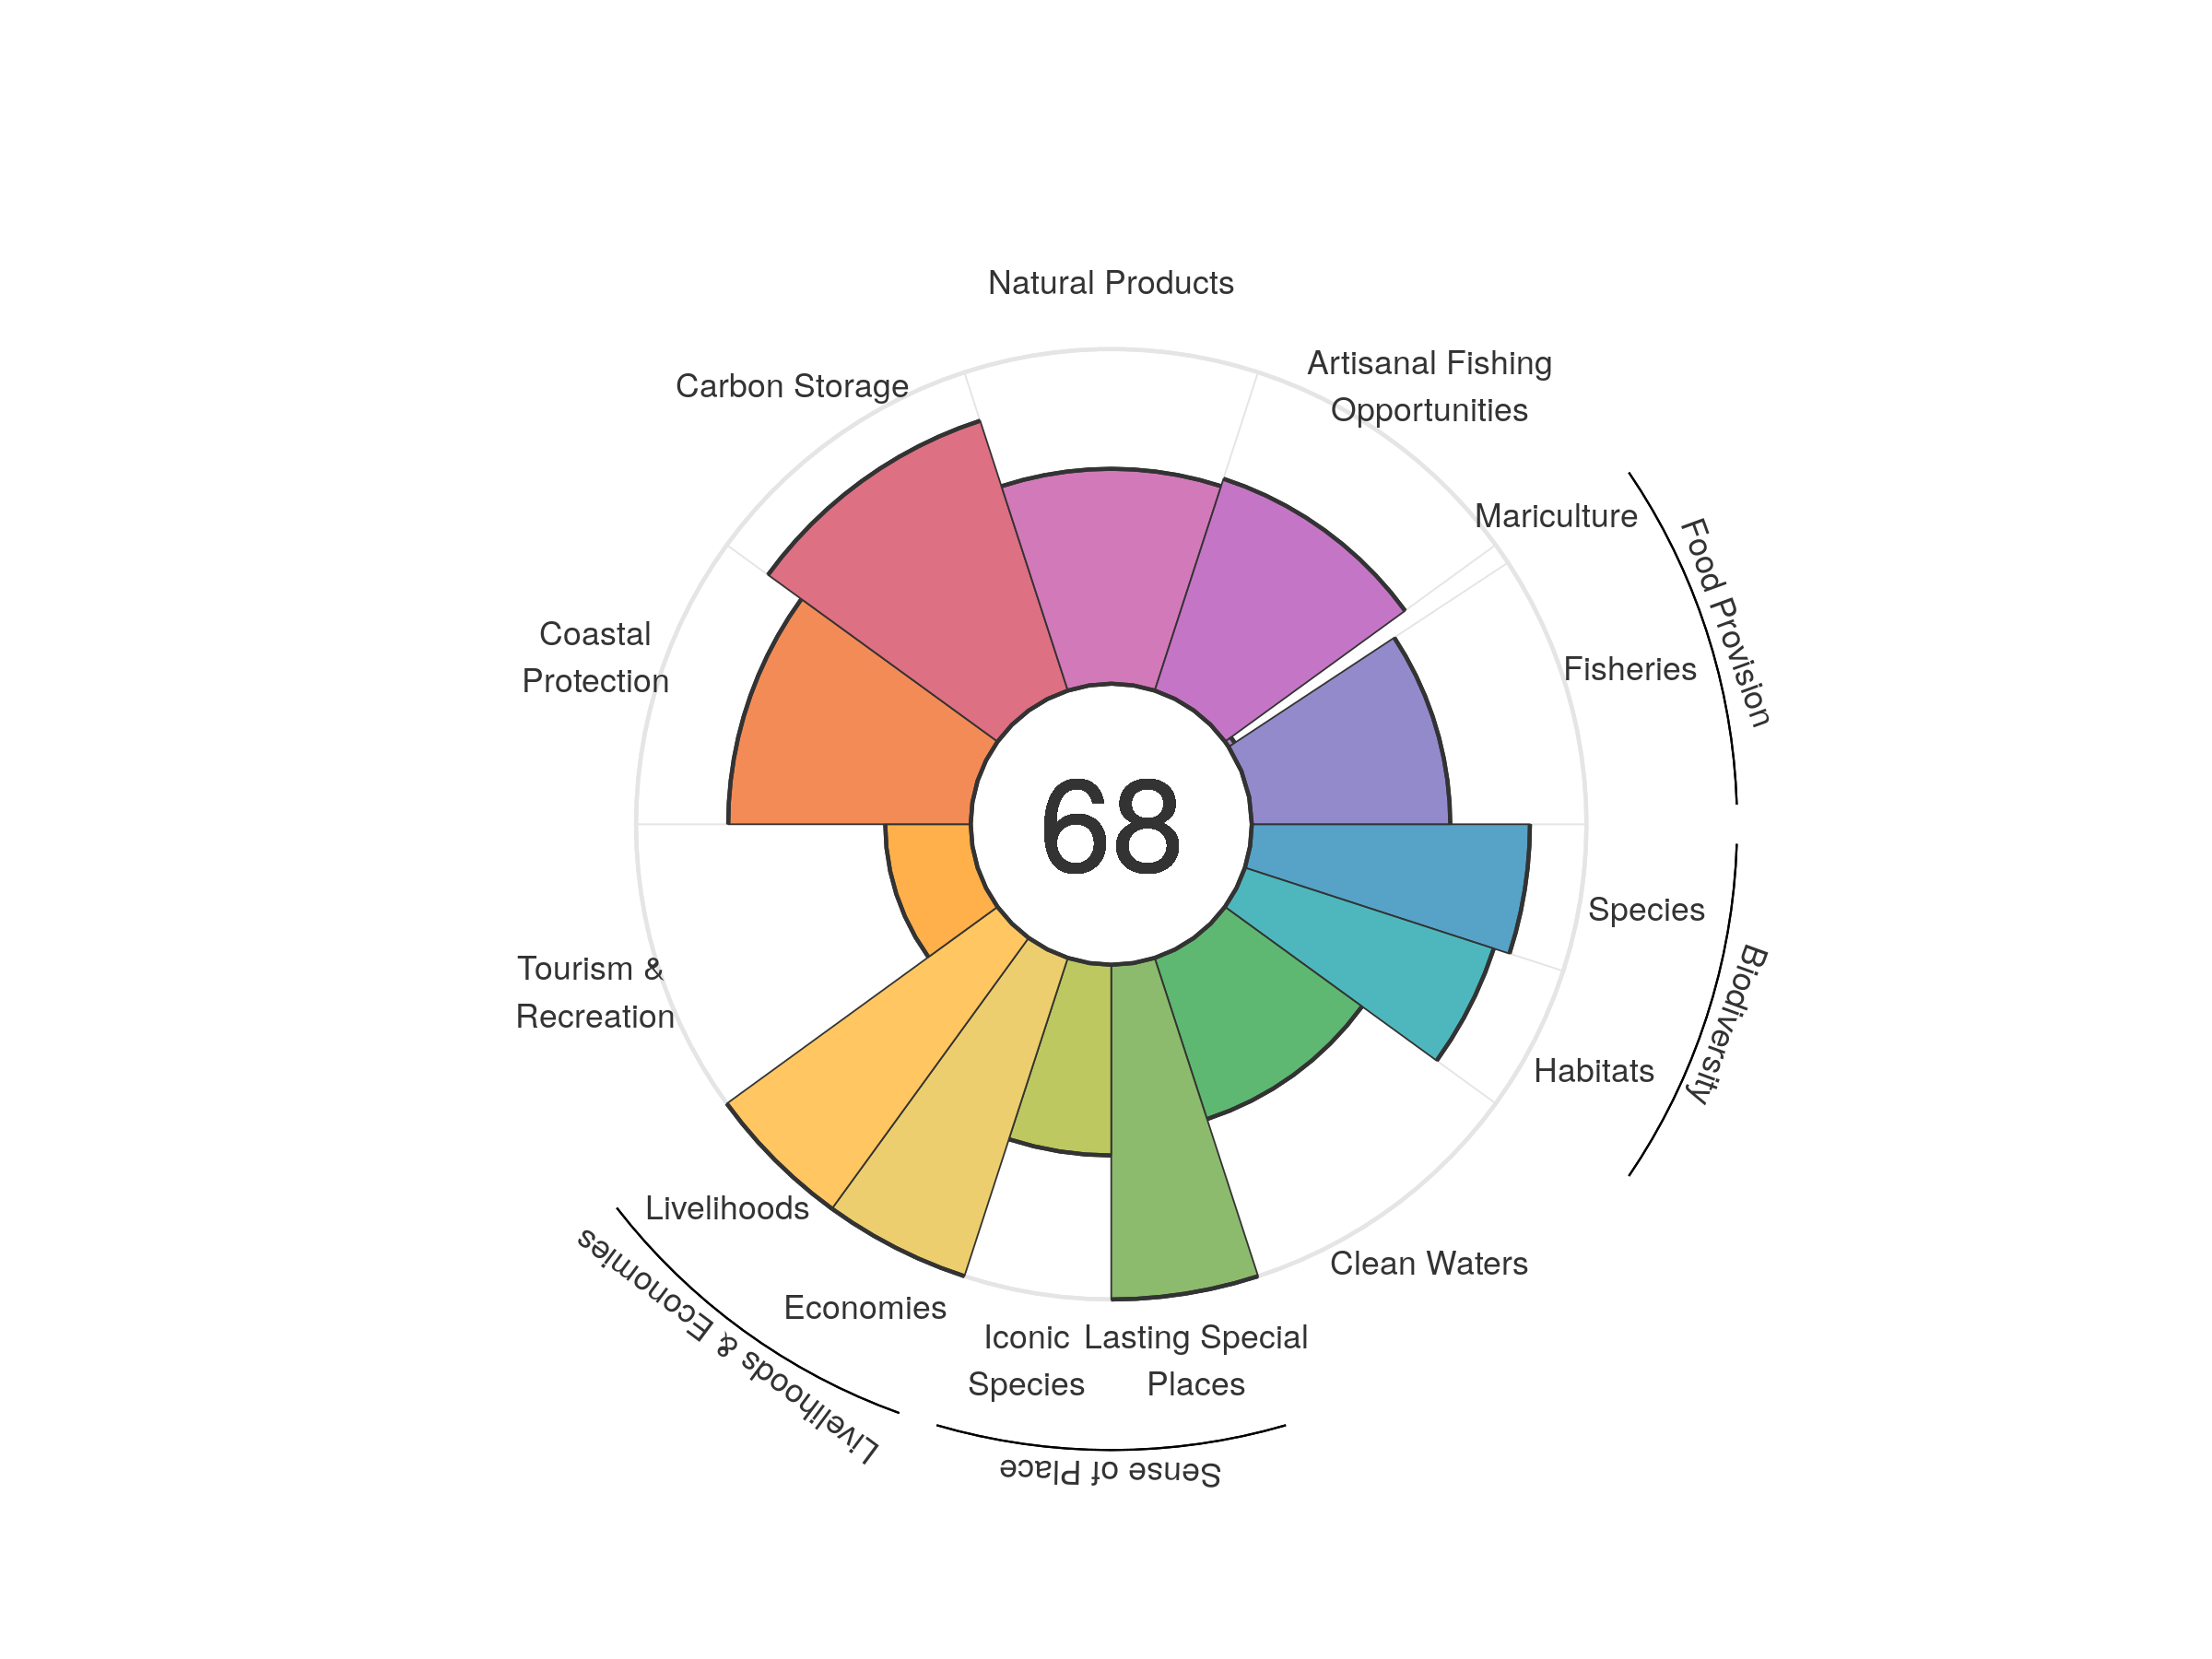 Natural Products
Artisanal Fishing
Opportunities
Carbon Storage
Mariculture
Food Provision
Fisheries
Coastal
Protection
68
Species
Biodiversity
Tourism &
Recreation
Habitats
Livelihoods
Livelihoods & Economies
Clean Waters
Economies
Iconic
Species
Lasting Special
Places
Sense of Place